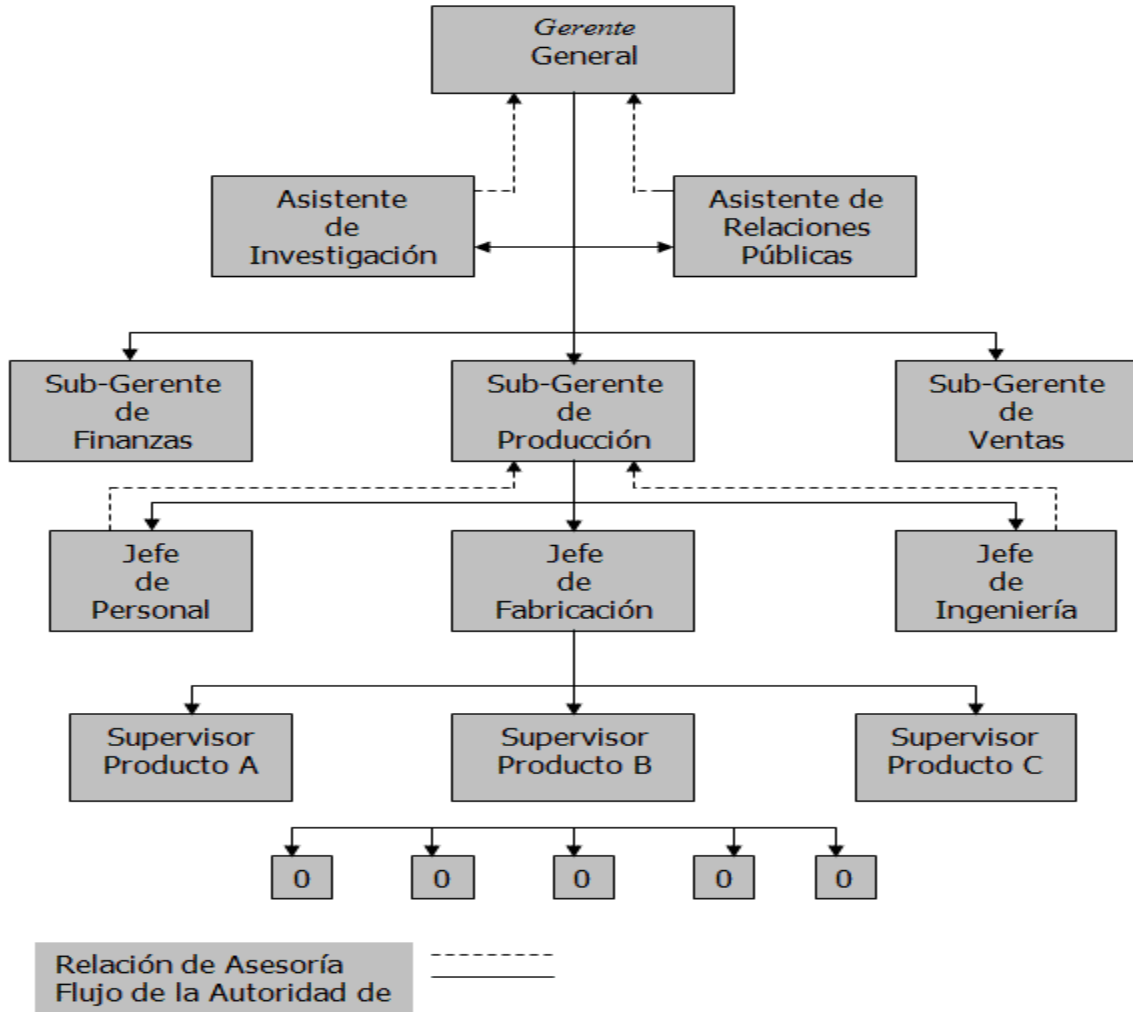 Gerente
General
Asistente
de
Investigación
Asistente de
Relaciones
Públicas
Sub-Gerente
de
Finanzas
Sub-Gerente
de
Producción
Sub-Gerente
de
Ventas
Jefe
de
Personal
Jefe
de
Fabricación
Jefe
de
Ingeniería
Supervisor
Producto A
Supervisor
Producto B
Supervisor
Producto C
0
0
0
0
0
Relación de Asesoría
Flujo de la Autoridad de